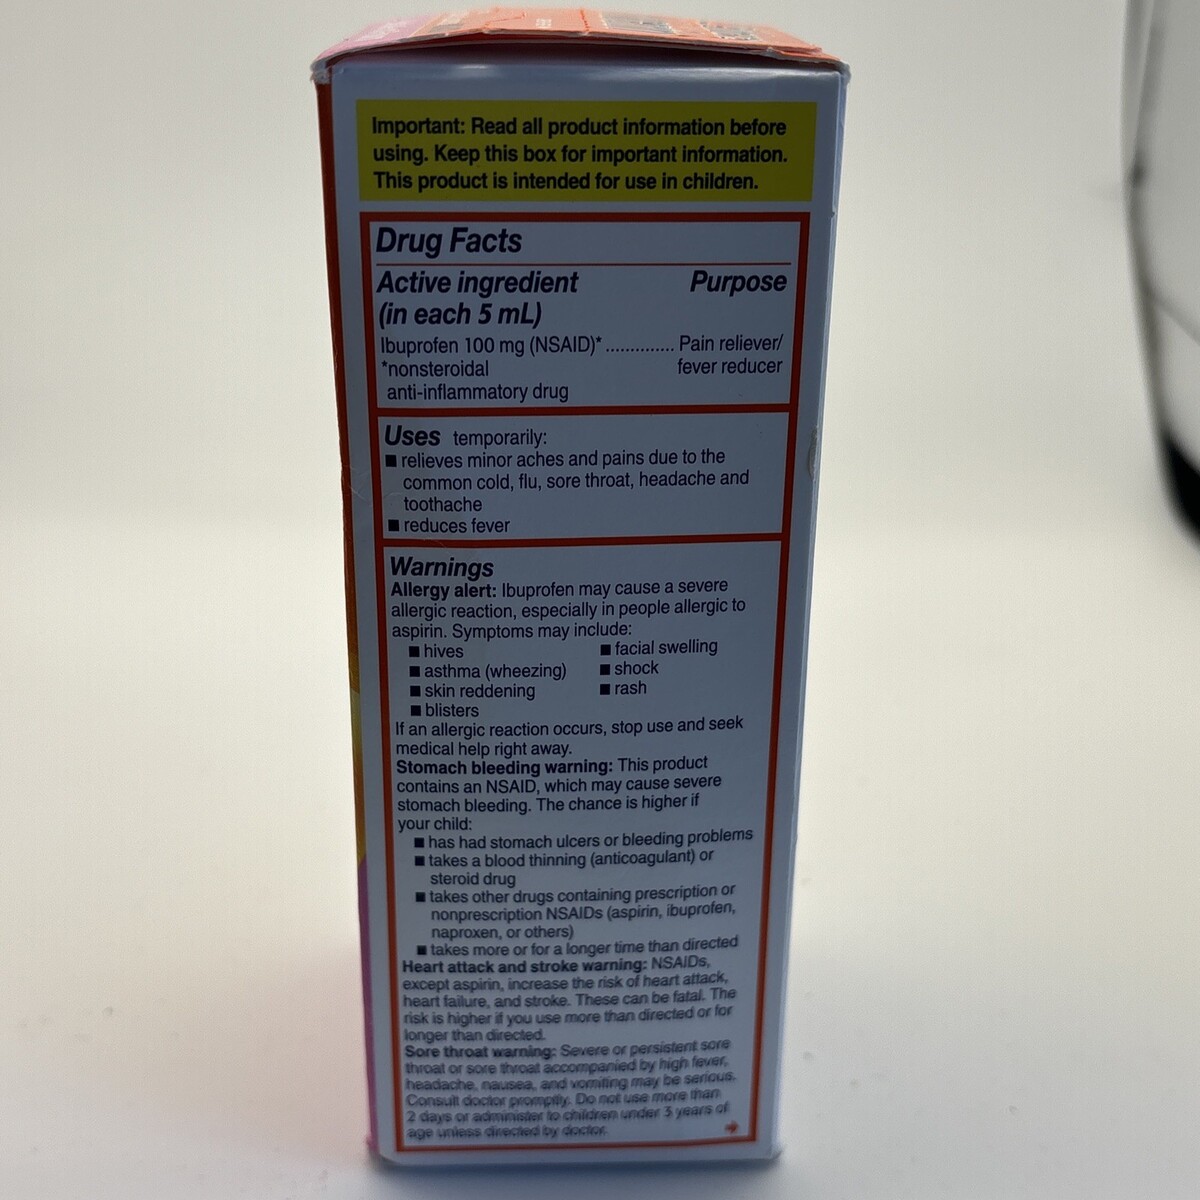 Important: Read all product information before
using. Keep this box for important information.
This product is intended for use in children.
Drug Facts
Active ingredient Purpose
(in each 5 mL)
Ibuprofen 100 mg (NSAID)* .............. Pain reliever/
*nonsteroidal fever reducer
anti-inflammatory drug
Uses temporarily:
■ relieves minor aches and pains due to the
common cold, flu, sore throat, headache and
toothache
■ reduces fever
Warnings
Allergy alert: Ibuprofen may cause a severe
allergic reaction, especially in people allergic to
aspirin. Symptoms may include:
■ hives ■ facial swelling
■ asthma (wheezing) ■ shock
■ skin reddening ■ rash
■ blisters
If an allergic reaction occurs, stop use and seek
medical help right away.
Stomach bleeding warning: This product
contains an NSAID, which may cause severe
stomach bleeding. The chance is higher if
your child:
■ has had stomach ulcers or bleeding problems
■ takes a blood thinning (anticoagulant) or
steroid drug
■ takes other drugs containing prescription or
nonprescription NSAIDs (aspirin, ibuprofen,
naproxen, or others)
■ takes more or for a longer time than directed
Heart attack and stroke warning: NSAIDs,
except aspirin, increase the risk of heart attack,
heart failure, and stroke. These can be fatal. The
risk is higher if you use more than directed or for
longer than directed.
Sore throat warning: Severe or persistent sore
throat or sore throat accompanied by high fever,
headache, nausea, and vomiting may be serious.
Consult doctor promptly. Do not use more than
2 days or administer to children under 3 years of
age unless directed by doctor.